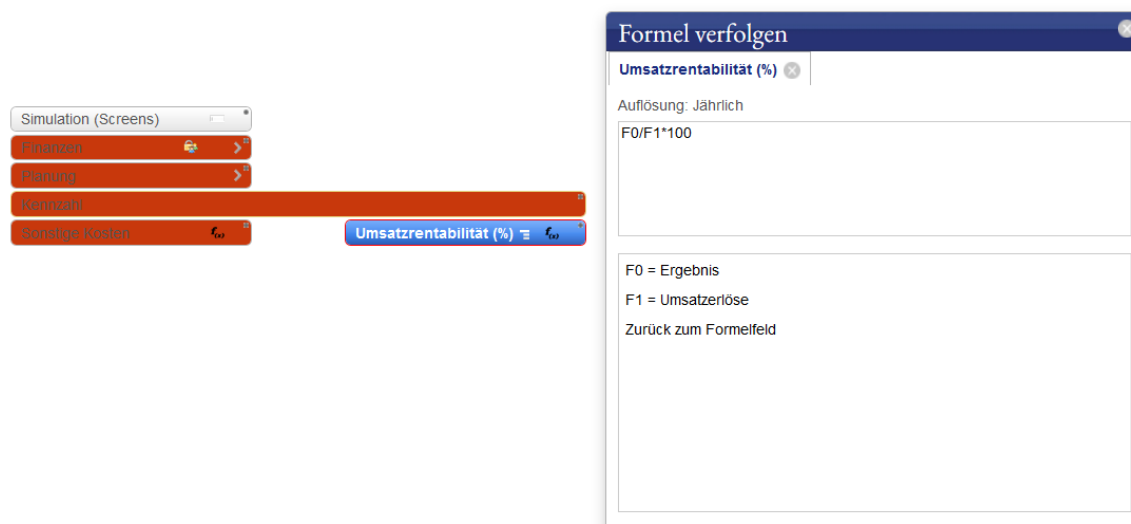 Simulation (Screens)
Finanzen
Planung
Kennzahl
Sonstige Kosten f(x)
Umsatzrentabilität (%) f(x)
Formel verfolgen
Umsatzrentabilität (%)
Auflösung: Jährlich
F0/F1*100
F0 = Ergebnis
F1 = Umsatzerlöse
Zurück zum Formelfeld